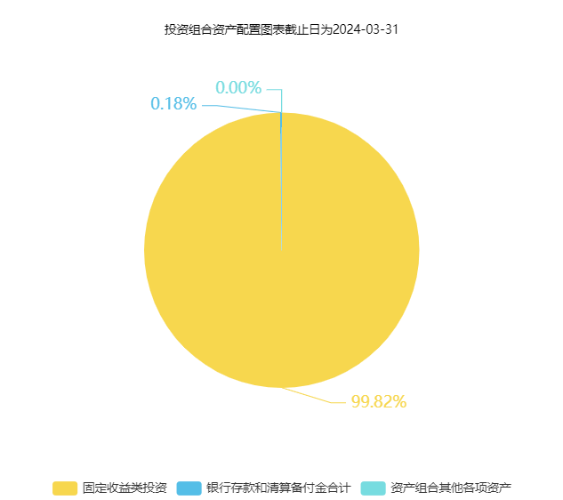 投资组合资产配置图表截止日为2024-03-31
0.00%
0.18%
99.82%
固定收益类投资 银行存款和清算备付金合计 资产组合其他各项资产